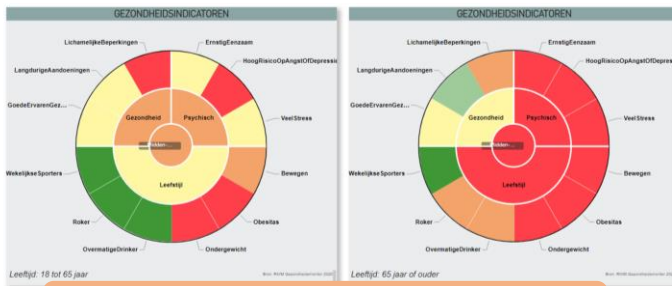 GEZONDHEIDSINDICATOREN
LichamelijkeBeperkingen
ErnstigEenzaam
LangdurigeAandoeningen
HoogRisicoOpAngstOfDepressie
GoedeErvarenGez...
Gezondheid
Psychisch
VeelStress
WekelijkseSporters
Leefstijl
Bewegen
Roker
Obesitas
OvermatigeDrinker
Ondergewicht
Leeftijd: 18 tot 65 jaar
GEZONDHEIDSINDICATOREN
LichamelijkeBeperkingen
ErnstigEenzaam
LangdurigeAandoeningen
HoogRisicoOpAngstOfDepressi
GoedeErvarenGez...
Gezondheid
Psychisch
VeelStress
WekelijkseSporters
Leefstijl
Bewegen
Roker
Obesitas
OvermatigeDrinker
Ondergewicht
Leeftijd: 65 jaar of ouder